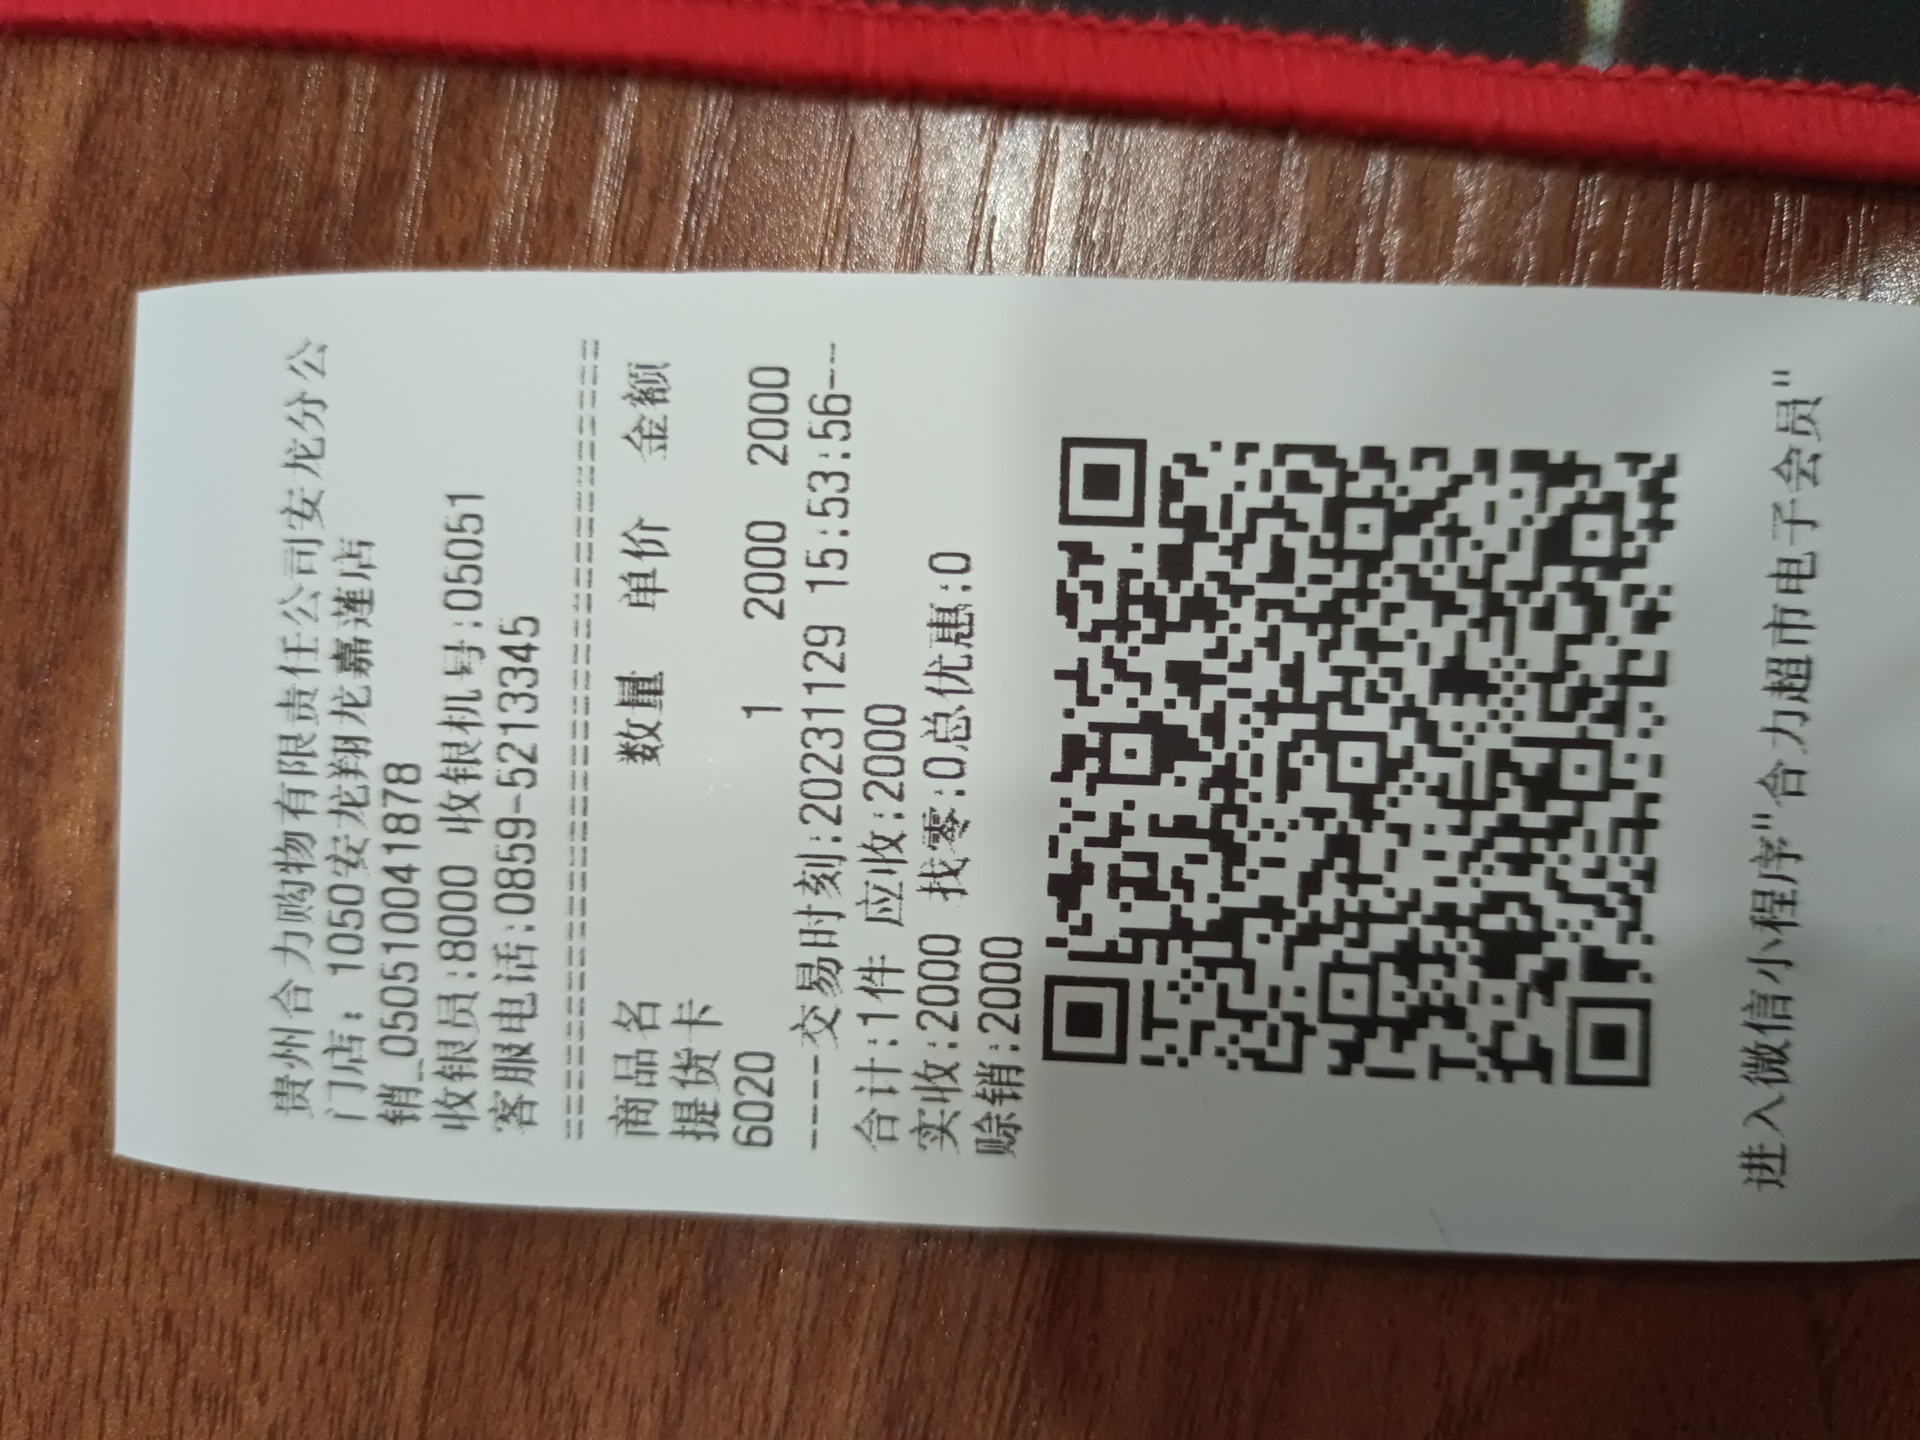 贵州合力购物有限责任公司安龙分公
门店: 1050安龙翔龙嘉莲店
销_050510041878
收银员:8000 收银机号:05051
客服电话:0859-5213345
================================
商品名 数量 单价 金额
提货卡
6020 1 2000 2000
----交易时刻:20231129 15:53:56--
合计:1件 应收:2000
实收:2000 找零:0总优惠:0
赊销:2000
进入微信小程序"合力超市电子会员"